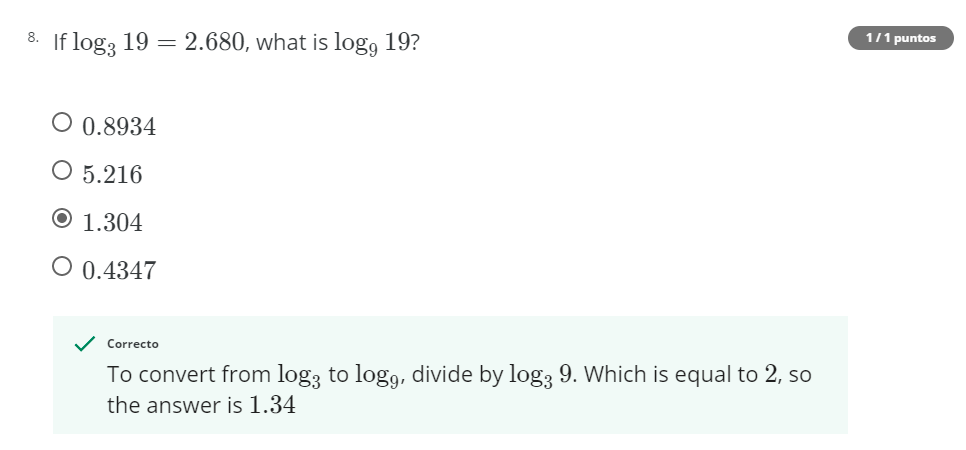 8. If log₃ 19 = 2.680, what is log₉ 19?
1 / 1 puntos
0.8934
5.216
1.304
0.4347
Correcto
To convert from log₃ to log₉, divide by log₃ 9. Which is equal to 2, so
the answer is 1.34